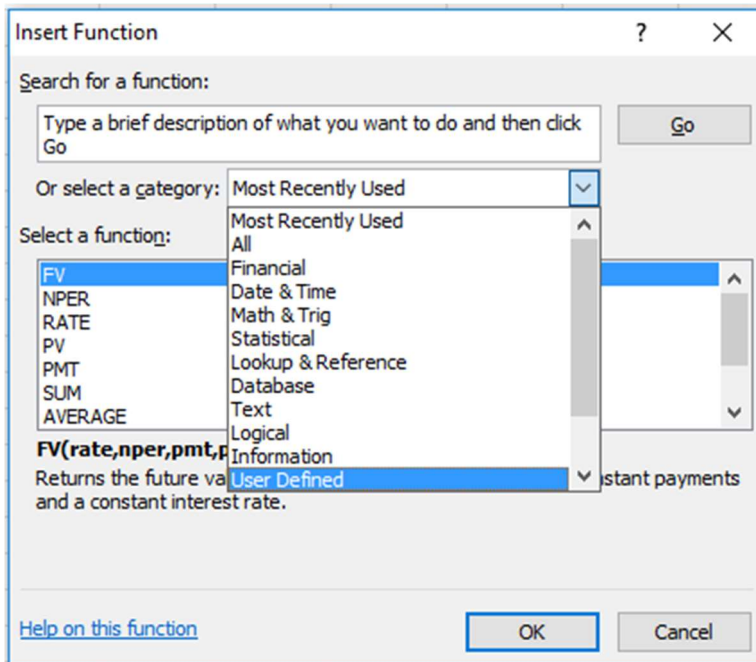 Insert Function
?
Search for a function:
Type a brief description of what you want to do and then click
Go
Go
Or select a category: Most Recently Used
Most Recently Used
All
Financial
Date & Time
Math & Trig
Statistical
Lookup & Reference
Database
Text
Logical
Information
User Defined
Select a function:
FV
NPER
RATE
PV
PMT
SUM
AVERAGE
FV(rate,nper,pmt,
Returns the future nstant payments
and a constant interest rate.
Help on this function
OK
Cancel